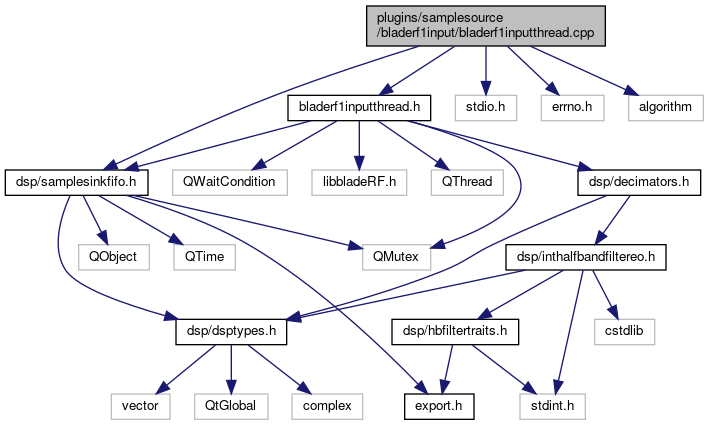 plugins/samplesource
/bladerf1input/bladerf1inputthread.cpp
bladerf1inputthread.h
stdio.h
errno.h
algorithm
dsp/samplesinkfifo.h
QWaitCondition
libbladeRF.h
QThread
dsp/decimators.h
QObject
QTime
QMutex
dsp/inthalfbandfiltereo.h
dsp/dsptypes.h
dsp/hbfiltertraits.h
cstdlib
vector
QtGlobal
complex
export.h
stdint.h